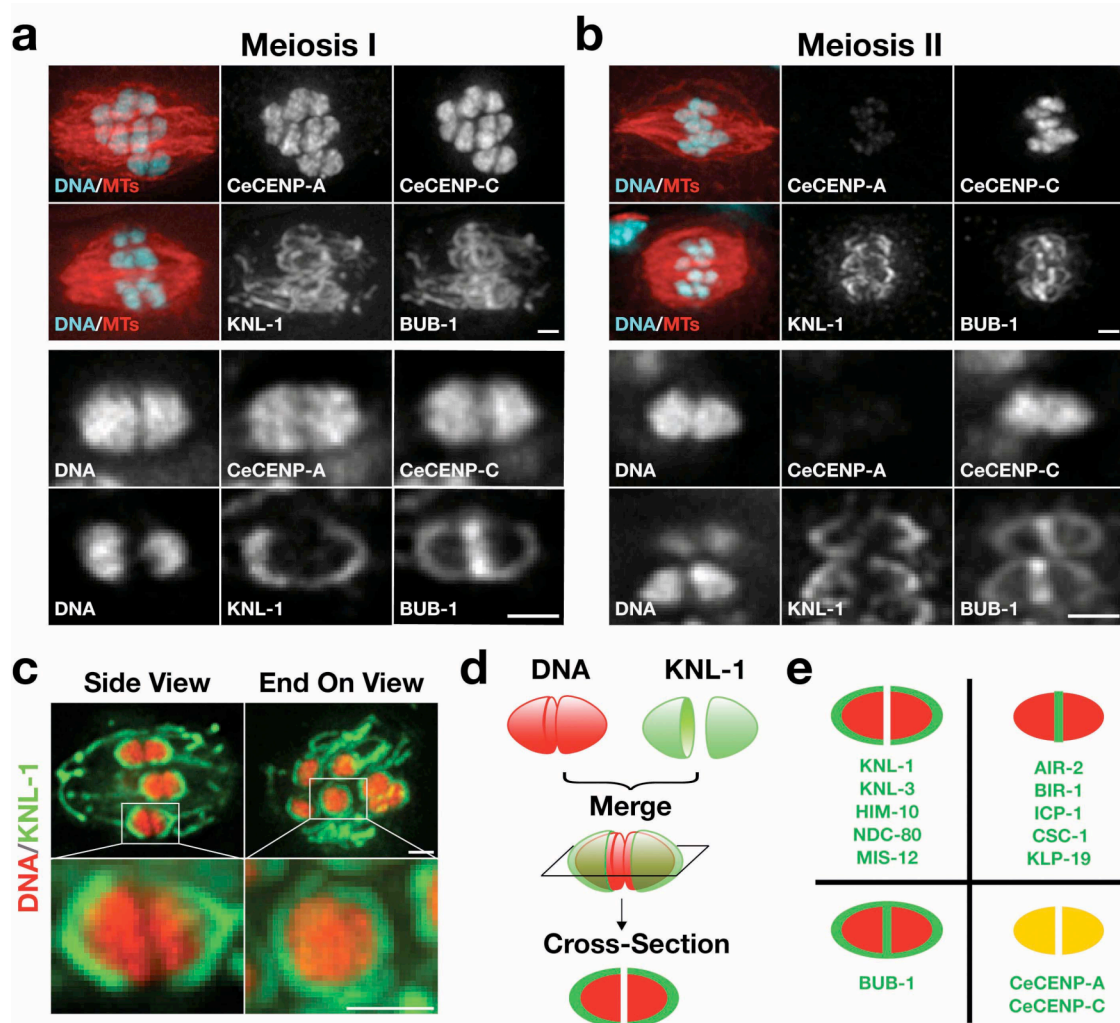 a
Meiosis I
DNA/MTs
CeCENP-A
CeCENP-C
DNA/MTs
KNL-1
BUB-1
DNA
CeCENP-A
CeCENP-C
DNA
KNL-1
BUB-1
b
Meiosis II
DNA/MTs
CeCENP-A
CeCENP-C
DNA/MTs
KNL-1
BUB-1
DNA
CeCENP-A
CeCENP-C
DNA
KNL-1
BUB-1
c
Side View
End On View
DNA/KNL-1
d
DNA
KNL-1
Merge
Cross-Section
e
KNL-1
KNL-3
HIM-10
NDC-80
MIS-12
AIR-2
BIR-1
ICP-1
CSC-1
KLP-19
BUB-1
CeCENP-A
CeCENP-C